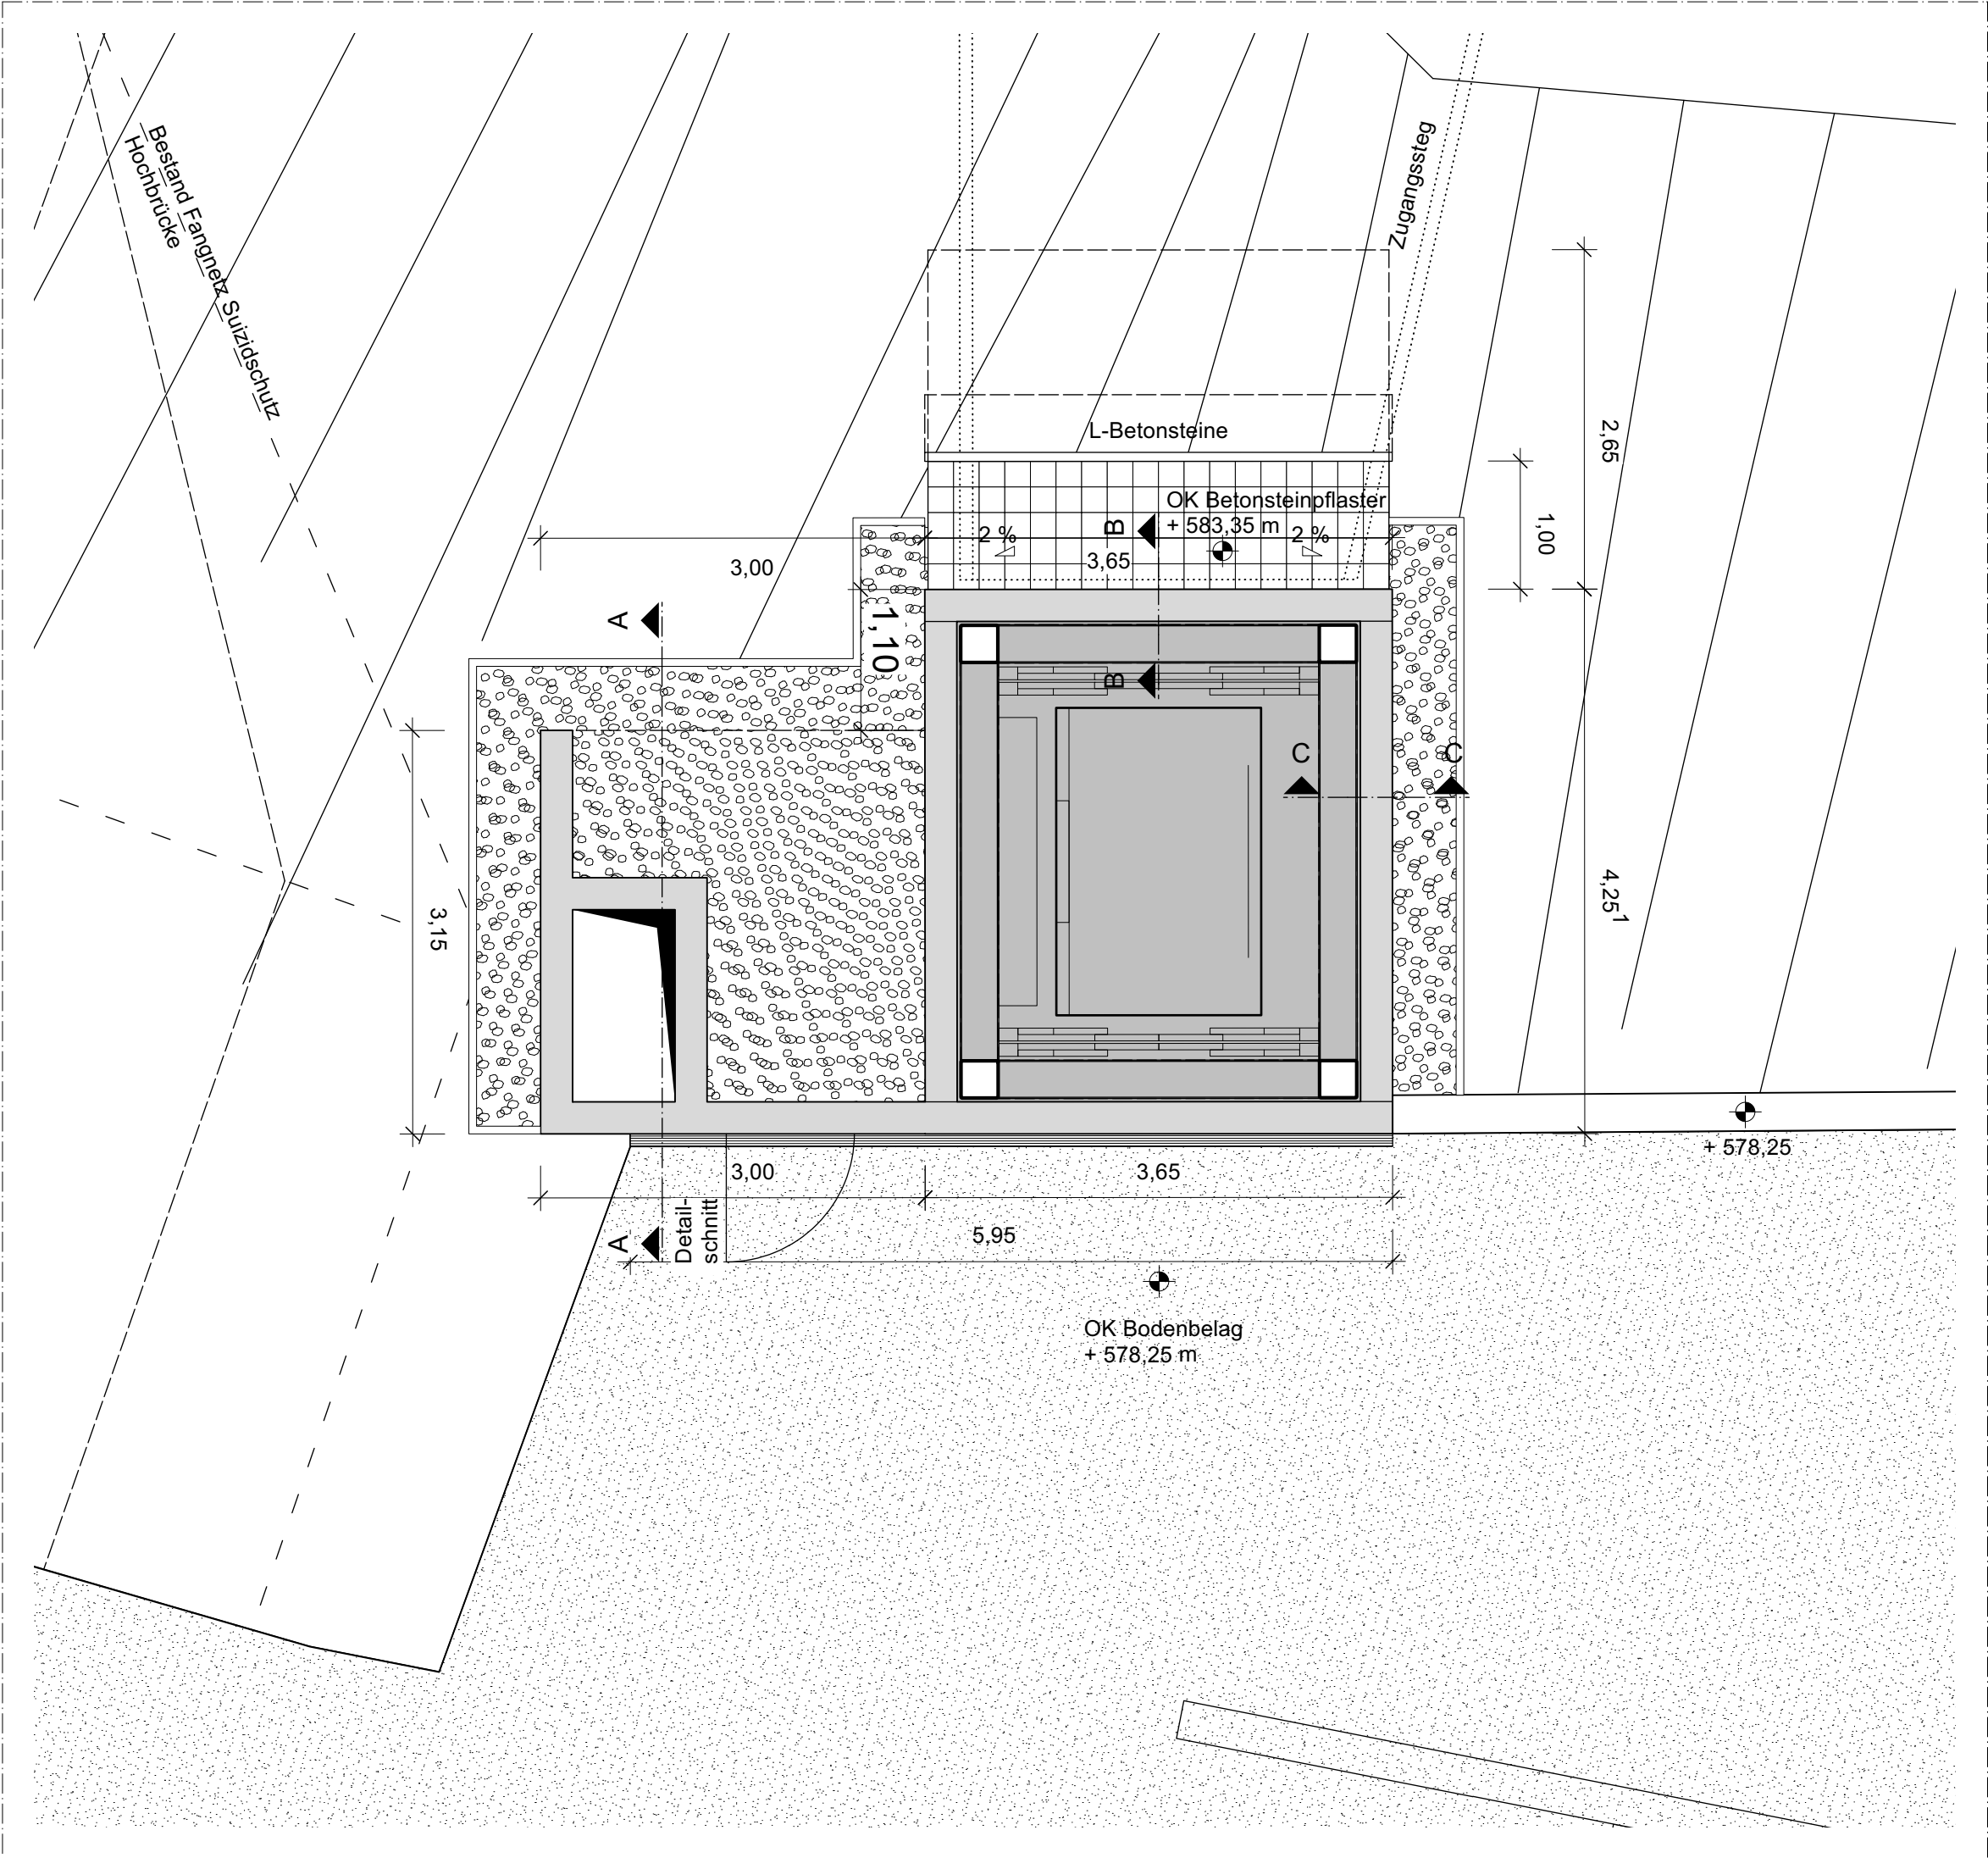 Bestand Fangnetz Suizidschutz
Hochbrücke
Zugangssteg
L-Betonsteine
2,65
OK Betonsteinpflaster
+ 583,35 m
2 %
B
2 %
1,00
3,00
3,65
A
1,10
B
C
C
4,25¹
3,15
+ 578,25
3,00
3,65
A
Detail-
schnitt
5,95
OK Bodenbelag
+ 578,25 m